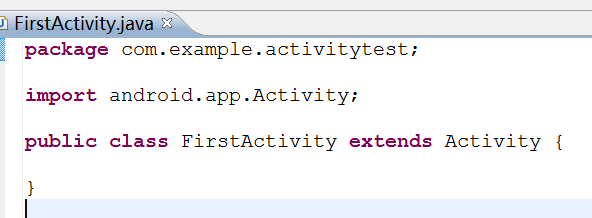 FirstActivity.java
package com.example.activitytest;
import android.app.Activity;
public class FirstActivity extends Activity {
}